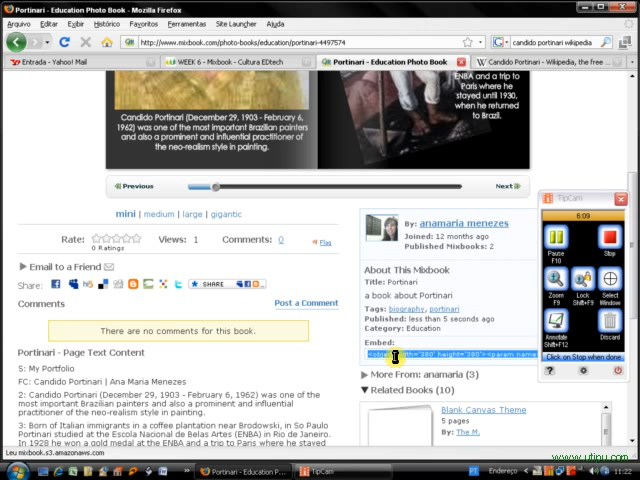 Portinari - Education Photo Book - Mozilla Firefox
Arquivo Editar Exibir Histórico Favoritos Ferramentas Site Launcher Ajuda
http://www.mixbook.com/photo-books/education/portinari-4497574
candido portinari wikipedia
Entrada - Yahoo! Mail
WEEK 6 - Mixbook - Cultura EDtech
Portinari - Education Photo Book
Candido Portinari - Wikipedia, the free ...
Candido Portinari (December 29, 1903 - February 6,
1962) was one of the most important Brazilian painters
and also a prominent and influential practitioner of
the neo-realism style in painting.
ENBA and a trip to
Paris where he
stayed until 1930,
when he returned
to Brazil.
Previous
Next
mini | medium | large | gigantic
Rate:
0 Ratings
Views: 1
Comments: 0
Flag
Email to a Friend
Share:
SHARE
Comments
Post a Comment
There are no comments for this book.
Portinari - Page Text Content
S: My Portfolio
FC: Candido Portinari | Ana Maria Menezes
2: Candido Portinari (December 29, 1903 - February 6, 1962) was one of the
most important Brazilian painters and also a prominent and influential
practitioner of the neo-realism style in painting.
3: Born of Italian immigrants in a coffee plantation near Brodowski, in So Paulo
Portinari studied at the Escola Nacional de Belas Artes (ENBA) in Rio de Janeiro.
In 1928 he won a gold medal at the ENBA and a trip to Paris where he stayed
By: anamaria menezes
Joined: 12 months ago
Published Mixbooks: 2
About This Mixbook
Title: Portinari
a book about Portinari
Tags: biography, portinari
Published: less than 5 seconds ago
Category: Education
Embed:
width='380' height='380'><param name
More From: anamaria (3)
Related Books (10)
Blank Canvas Theme
5 pages
By: The M.
TipCam
6:09
Pause
F10
Stop
Zoom
F9
Lock
Shift+F9
Select
Window
Annotate
Shift+F12
Discard
Click on Stop when done.
Leu mixbook.s3.amazonaws.com
www.utipu.com
Portinari - Education P...
TipCam
PT
Endereço
11:22